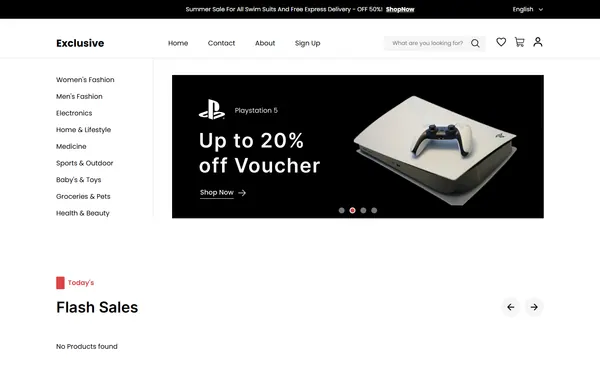 Summer Sale For All Swim Suits And Free Express Delivery - OFF 50%! ShopNow
English
Exclusive
Home
Contact
About
Sign Up
What are you looking for?
Women's Fashion
Men's Fashion
Electronics
Home & Lifestyle
Medicine
Sports & Outdoor
Baby's & Toys
Groceries & Pets
Health & Beauty
Playstation 5
Up to 20%
off Voucher
Shop Now
Today's
Flash Sales
No Products found